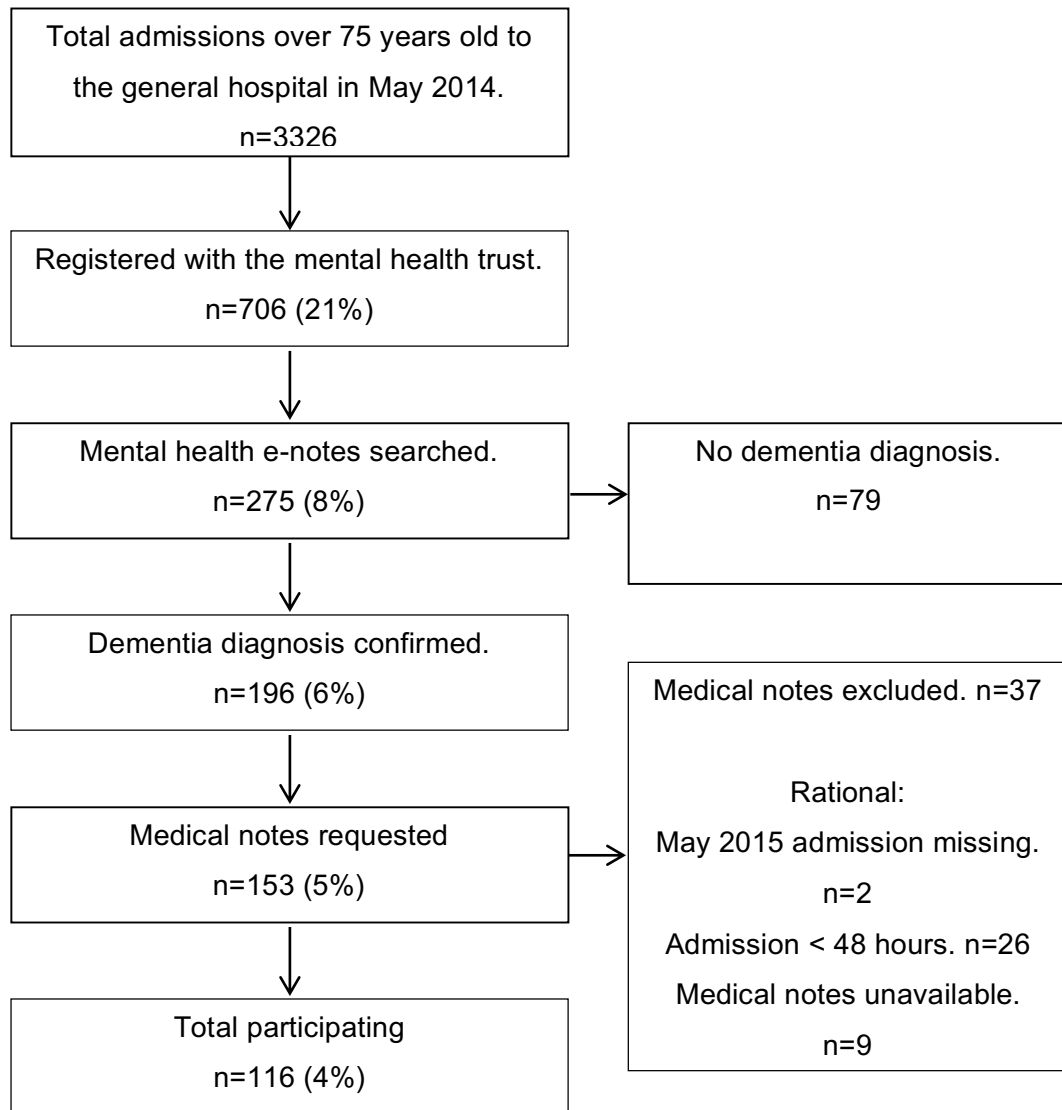 Total admissions over 75 years old to
the general hospital in May 2014.
n=3326
Registered with the mental health trust.
n=706 (21%)
Mental health e-notes searched.
n=275 (8%)
No dementia diagnosis.
n=79
Dementia diagnosis confirmed.
n=196 (6%)
Medical notes requested
n=153 (5%)
Medical notes excluded. n=37
Rational:
May 2015 admission missing.
n=2
Admission < 48 hours. n=26
Medical notes unavailable.
n=9
Total participating
n=116 (4%)